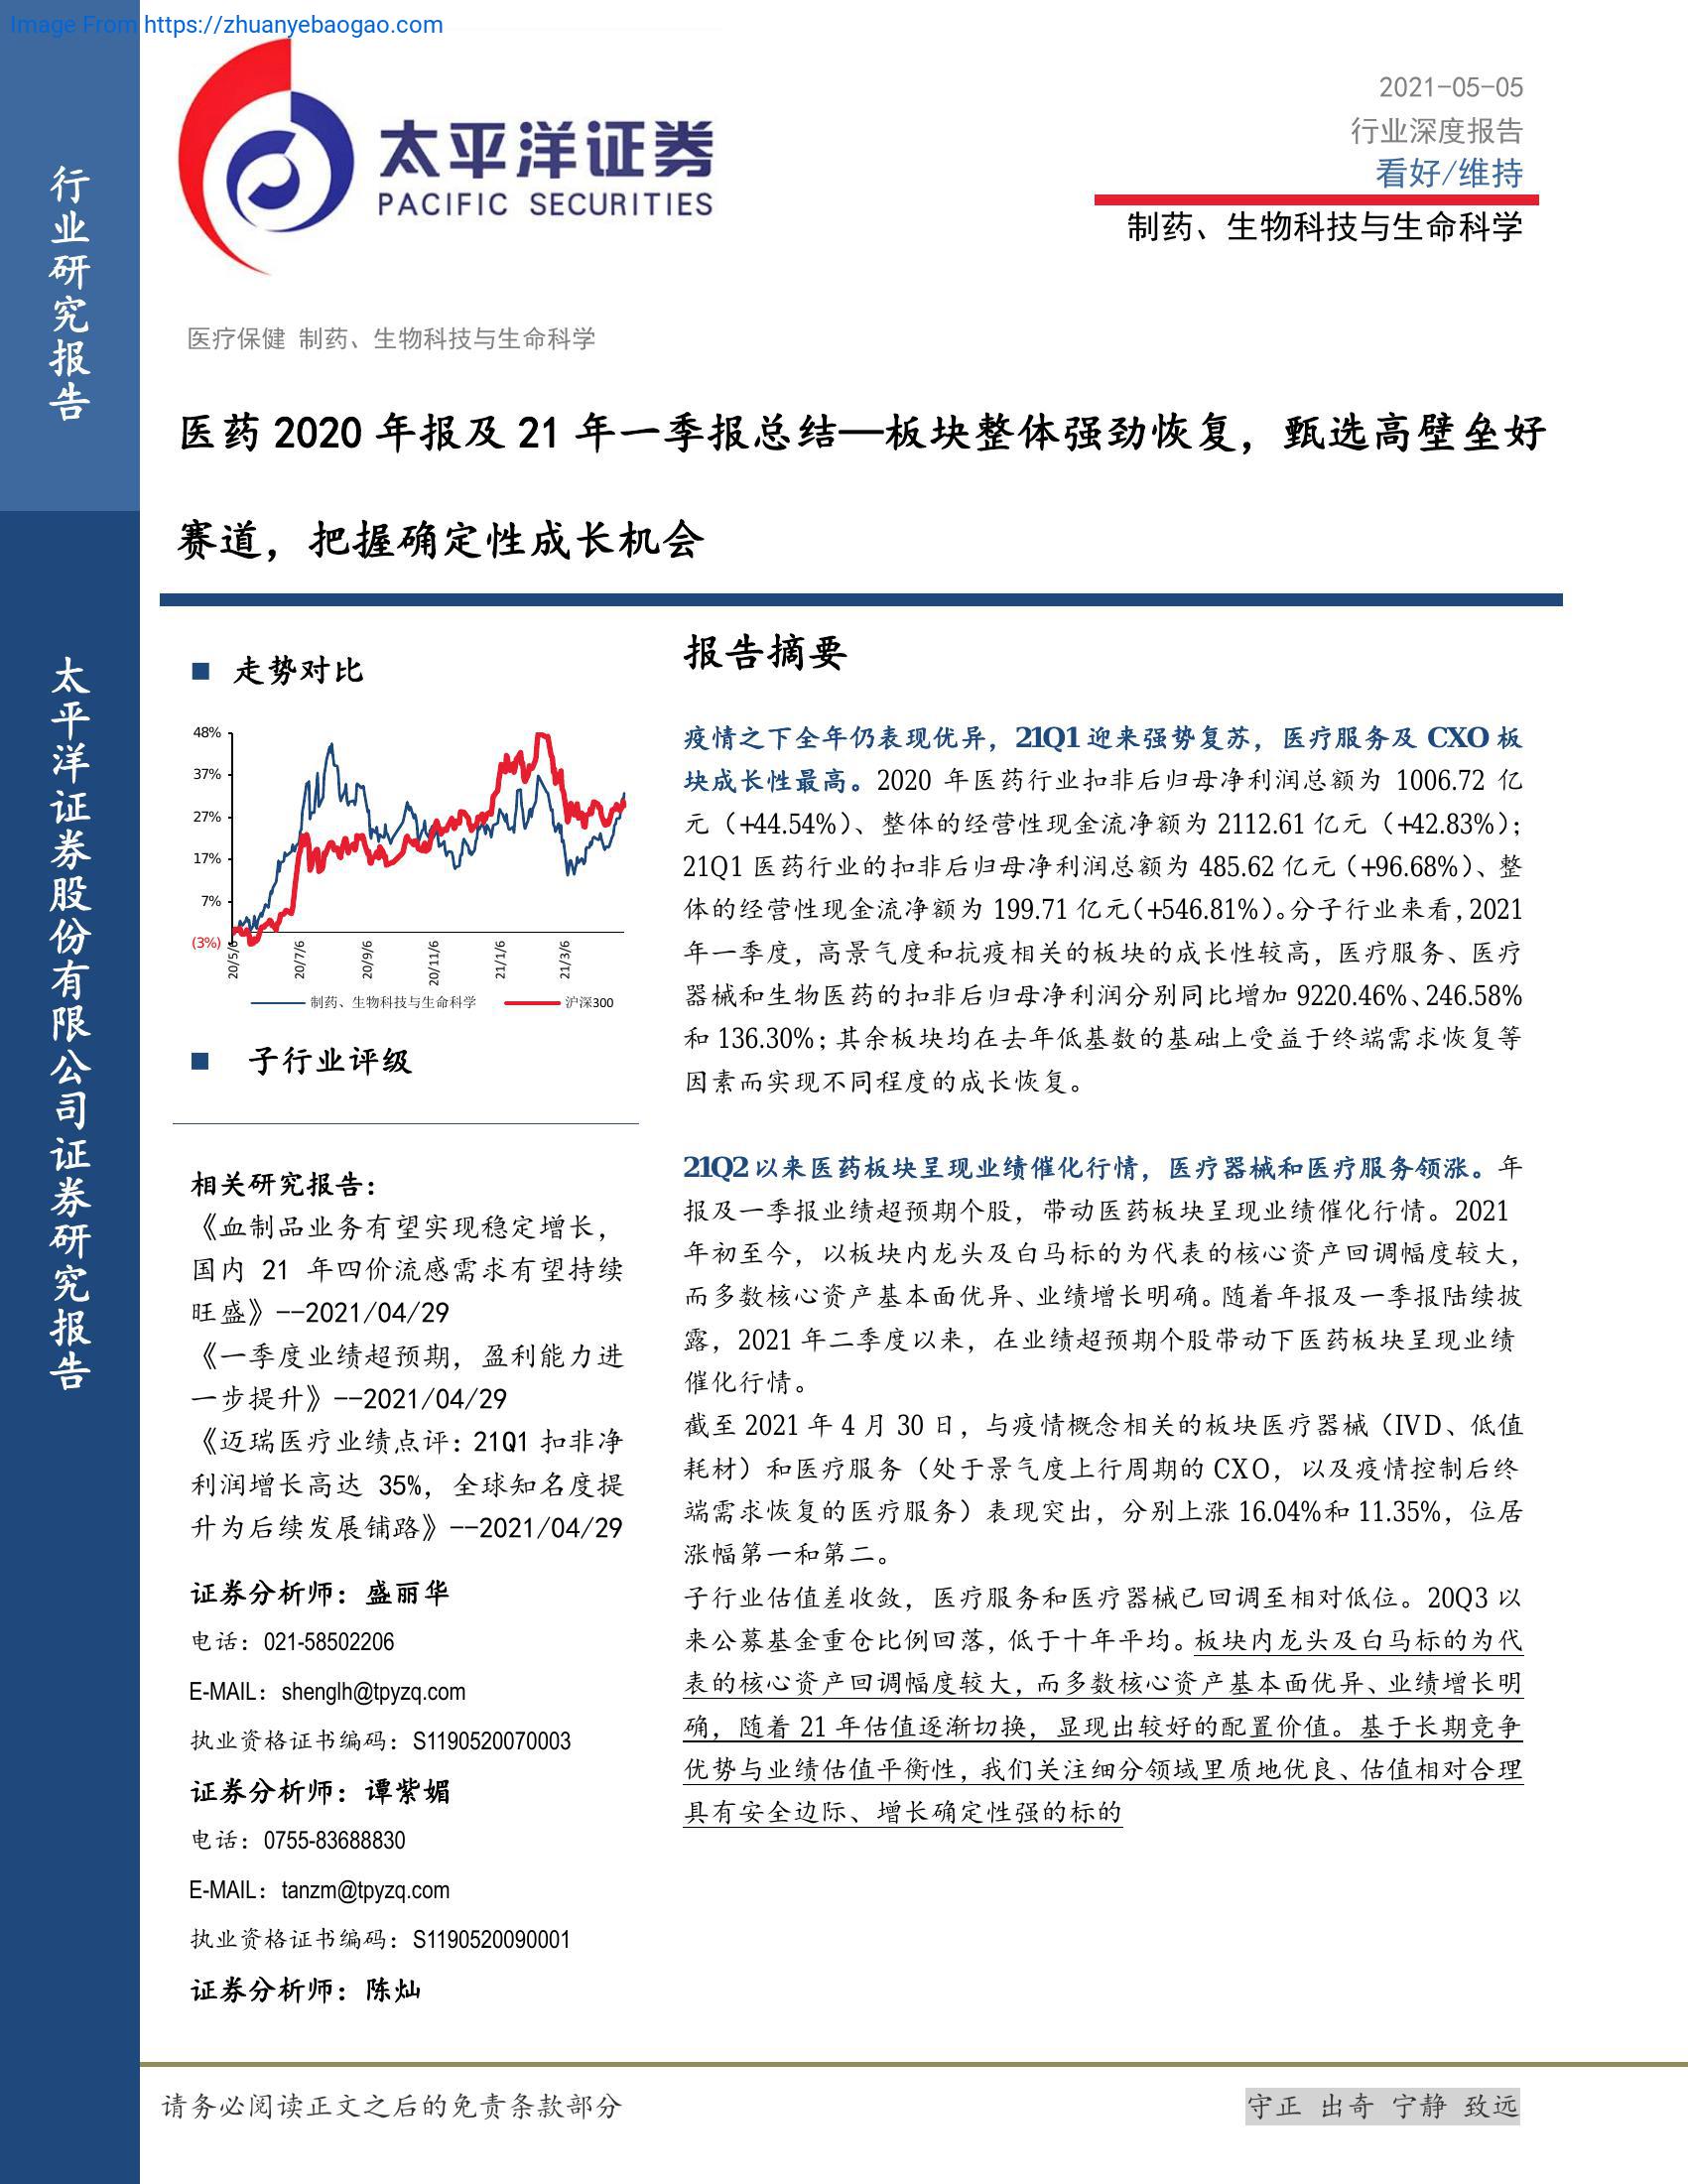 Image From https://zhuanyebaogao.com
行业研究报告
太平洋证券股份有限公司证券研究报告
太平洋证券
PACIFIC SECURITIES
2021-05-05
行业深度报告
看好/维持
制药、生物科技与生命科学
医疗保健 制药、生物科技与生命科学
医药 2020 年报及 21 年一季报总结—板块整体强劲恢复，甄选高壁垒好
赛道，把握确定性成长机会
■ 走势对比
48%
37%
27%
17%
7%
(3%)
20/5/6
20/7/6
20/9/6
20/11/6
21/1/6
21/3/6
制药、生物科技与生命科学
沪深300
■ 子行业评级
相关研究报告：
《血制品业务有望实现稳定增长，
国内 21 年四价流感需求有望持续
旺盛》--2021/04/29
《一季度业绩超预期，盈利能力进
一步提升》--2021/04/29
《迈瑞医疗业绩点评：21Q1 扣非净
利润增长高达 35%，全球知名度提
升为后续发展铺路》--2021/04/29
证券分析师：盛丽华
电话：021-58502206
E-MAIL：shenglh@tpyzq.com
执业资格证书编码：S1190520070003
证券分析师：谭紫媚
电话：0755-83688830
E-MAIL：tanzm@tpyzq.com
执业资格证书编码：S1190520090001
证券分析师：陈灿
报告摘要
疫情之下全年仍表现优异，21Q1 迎来强势复苏，医疗服务及 CXO 板
块成长性最高。2020 年医药行业扣非后归母净利润总额为 1006.72 亿
元（+44.54%）、整体的经营性现金流净额为 2112.61 亿元（+42.83%）；
21Q1 医药行业的扣非后归母净利润总额为 485.62 亿元（+96.68%）、整
体的经营性现金流净额为 199.71 亿元（+546.81%）。分子行业来看，2021
年一季度，高景气度和抗疫相关的板块的成长性较高，医疗服务、医疗
器械和生物医药的扣非后归母净利润分别同比增加 9220.46%、246.58%
和 136.30%；其余板块均在去年低基数的基础上受益于终端需求恢复等
因素而实现不同程度的成长恢复。
21Q2 以来医药板块呈现业绩催化行情，医疗器械和医疗服务领涨。年
报及一季报业绩超预期个股，带动医药板块呈现业绩催化行情。2021
年初至今，以板块内龙头及白马标的为代表的核心资产回调幅度较大，
而多数核心资产基本面优异、业绩增长明确。随着年报及一季报陆续披
露，2021 年二季度以来，在业绩超预期个股带动下医药板块呈现业绩
催化行情。
截至 2021 年 4 月 30 日，与疫情概念相关的板块医疗器械（IVD、低值
耗材）和医疗服务（处于景气度上行周期的 CXO，以及疫情控制后终
端需求恢复的医疗服务）表现突出，分别上涨 16.04%和 11.35%，位居
涨幅第一和第二。
子行业估值差收敛，医疗服务和医疗器械已回调至相对低位。20Q3 以
来公募基金重仓比例回落，低于十年平均。板块内龙头及白马标的为代
表的核心资产回调幅度较大，而多数核心资产基本面优异、业绩增长明
确，随着 21 年估值逐渐切换，显现出较好的配置价值。基于长期竞争
优势与业绩估值平衡性，我们关注细分领域里质地优良、估值相对合理
具有安全边际、增长确定性强的标的
请务必阅读正文之后的免责条款部分
守正 出奇 宁静 致远